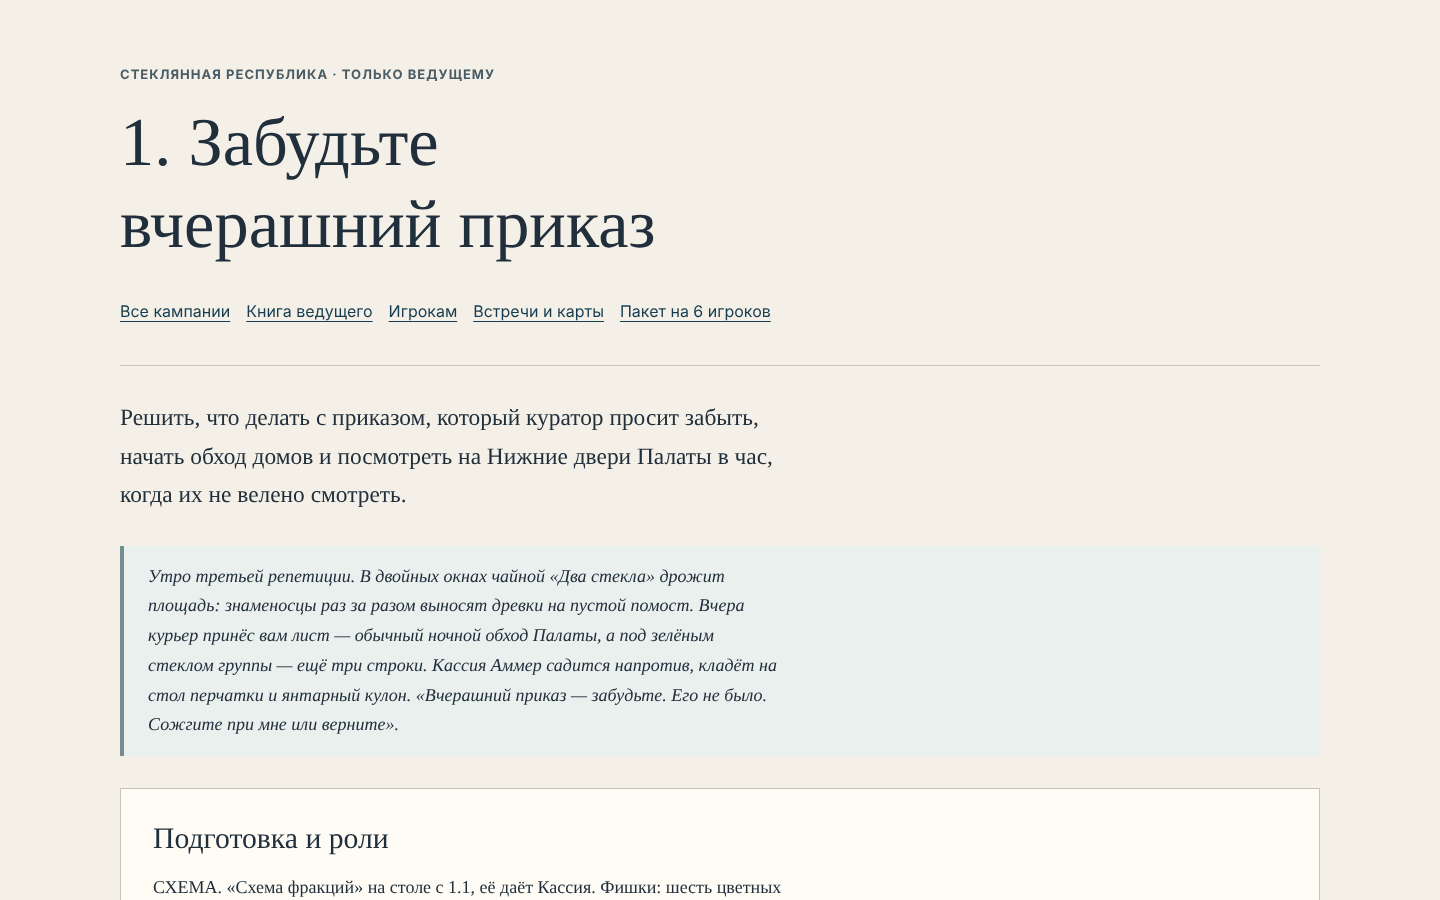 СТЕКЛЯННАЯ РЕСПУБЛИКА · ТОЛЬКО ВЕДУЩЕМУ
1. Забудьте
вчерашний приказ
Все кампании Книга ведущего Игрокам Встречи и карты Пакет на 6 игроков
Решить, что делать с приказом, который куратор просит забыть,
начать обход домов и посмотреть на Нижние двери Палаты в час,
когда их не велено смотреть.
Утро третьей репетиции. В двойных окнах чайной «Два стекла» дрожит
площадь: знаменосцы раз за разом выносят древки на пустой помост. Вчера
курьер принёс вам лист — обычный ночной обход Палаты, а под зелёным
стеклом группы — ещё три строки. Кассия Аммер садится напротив, кладёт на
стол перчатки и янтарный кулон. «Вчерашний приказ — забудьте. Его не было.
Сожгите при мне или верните».
Подготовка и роли
СХЕМА. «Схема фракций» на столе с 1.1, её даёт Кассия. Фишки: шесть цветных